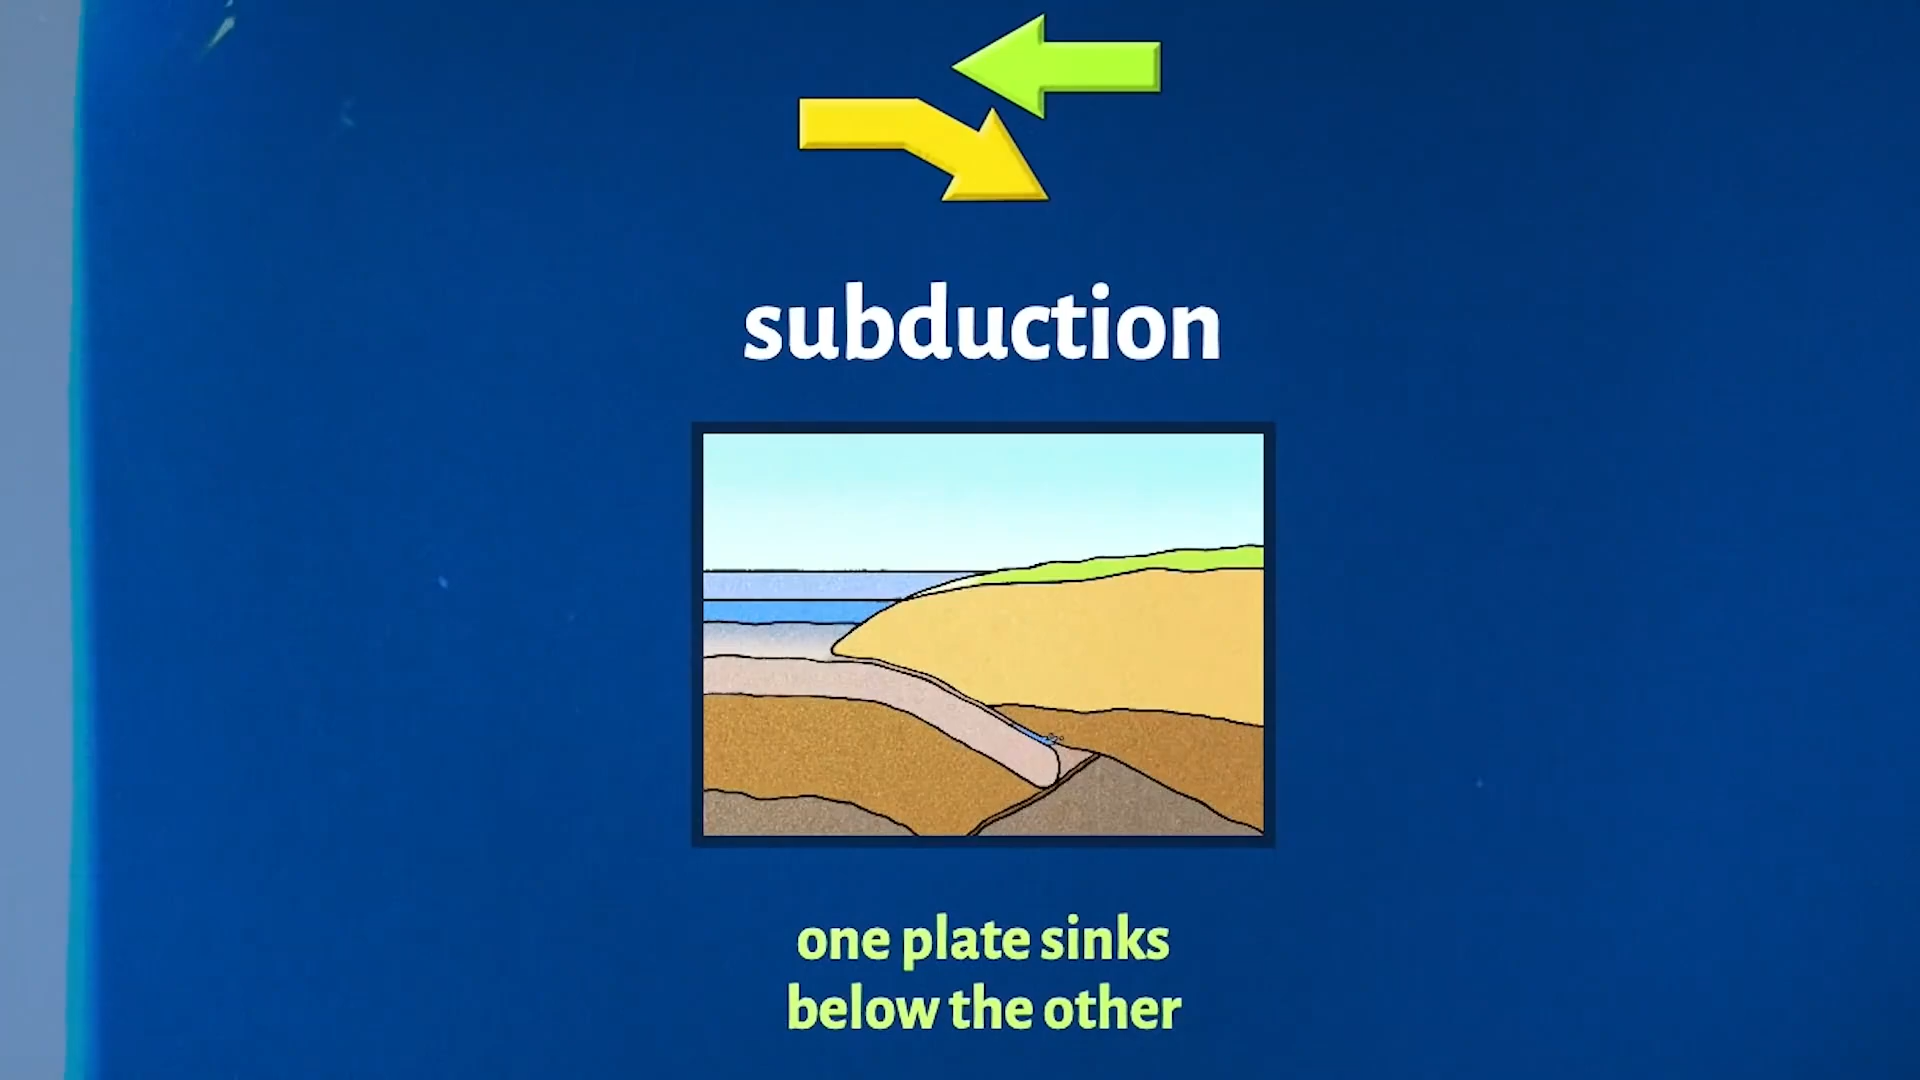 subduction
one plate sinks
below the other